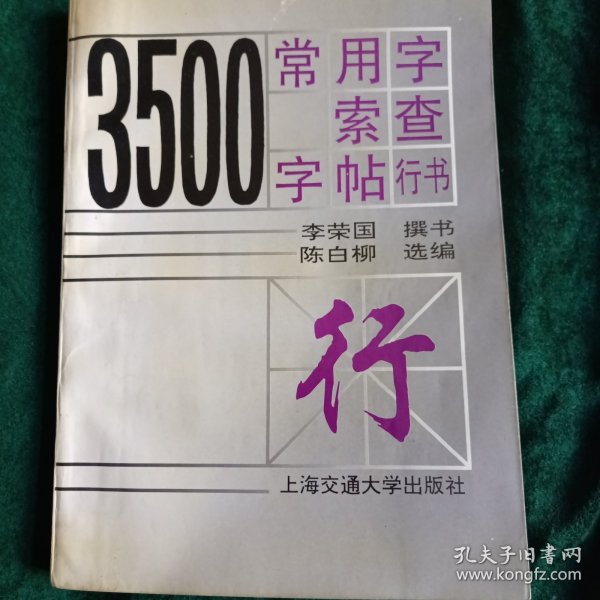 3500常用字
索查
字帖行书
李荣国 撰书
陈白柳 选编
行
上海交通大学出版社
孔夫子旧书网
www.kongfz.com